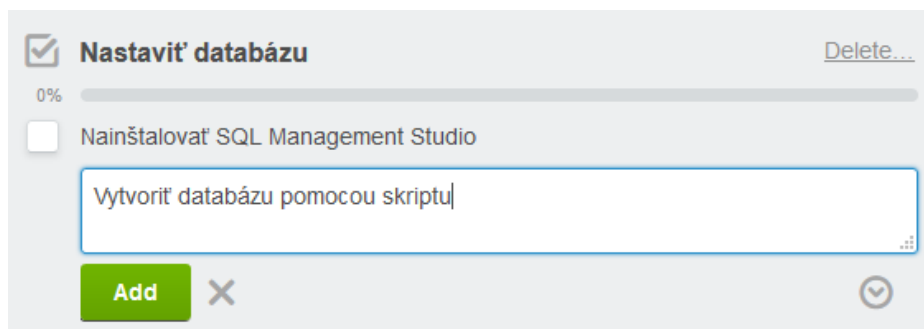 Nastaviť databázu
Delete...
0%
Nainštalovať SQL Management Studio
Vytvoriť databázu pomocou skriptu
Add